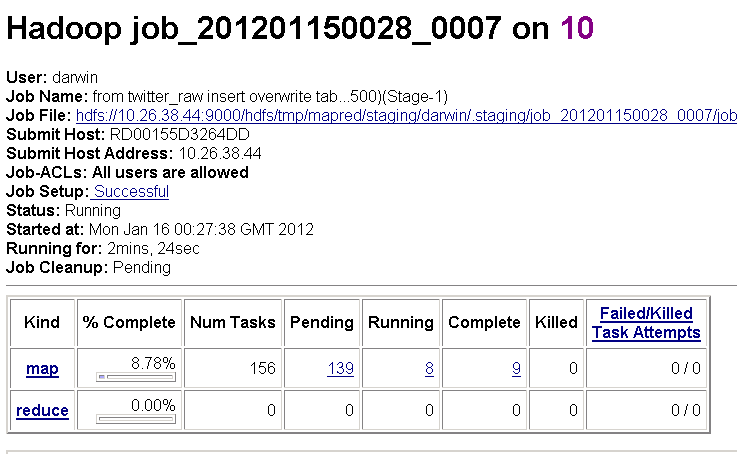 Hadoop job_201201150028_0007 on 10
User: darwin
Job Name: from twitter_raw insert overwrite tab...500)(Stage-1)
Job File: hdfs://10.26.38.44:9000/hdfs/tmp/mapred/staging/darwin/.staging/job_201201150028_0007/job
Submit Host: RD00155D3264DD
Submit Host Address: 10.26.38.44
Job-ACLs: All users are allowed
Job Setup: Successful
Status: Running
Started at: Mon Jan 16 00:27:38 GMT 2012
Running for: 2mins, 24sec
Job Cleanup: Pending
Kind % Complete Num Tasks Pending Running Complete Killed Failed/Killed
Task Attempts
map 8.78% 156 139 8 9 0 0 / 0
reduce 0.00% 0 0 0 0 0 0 / 0